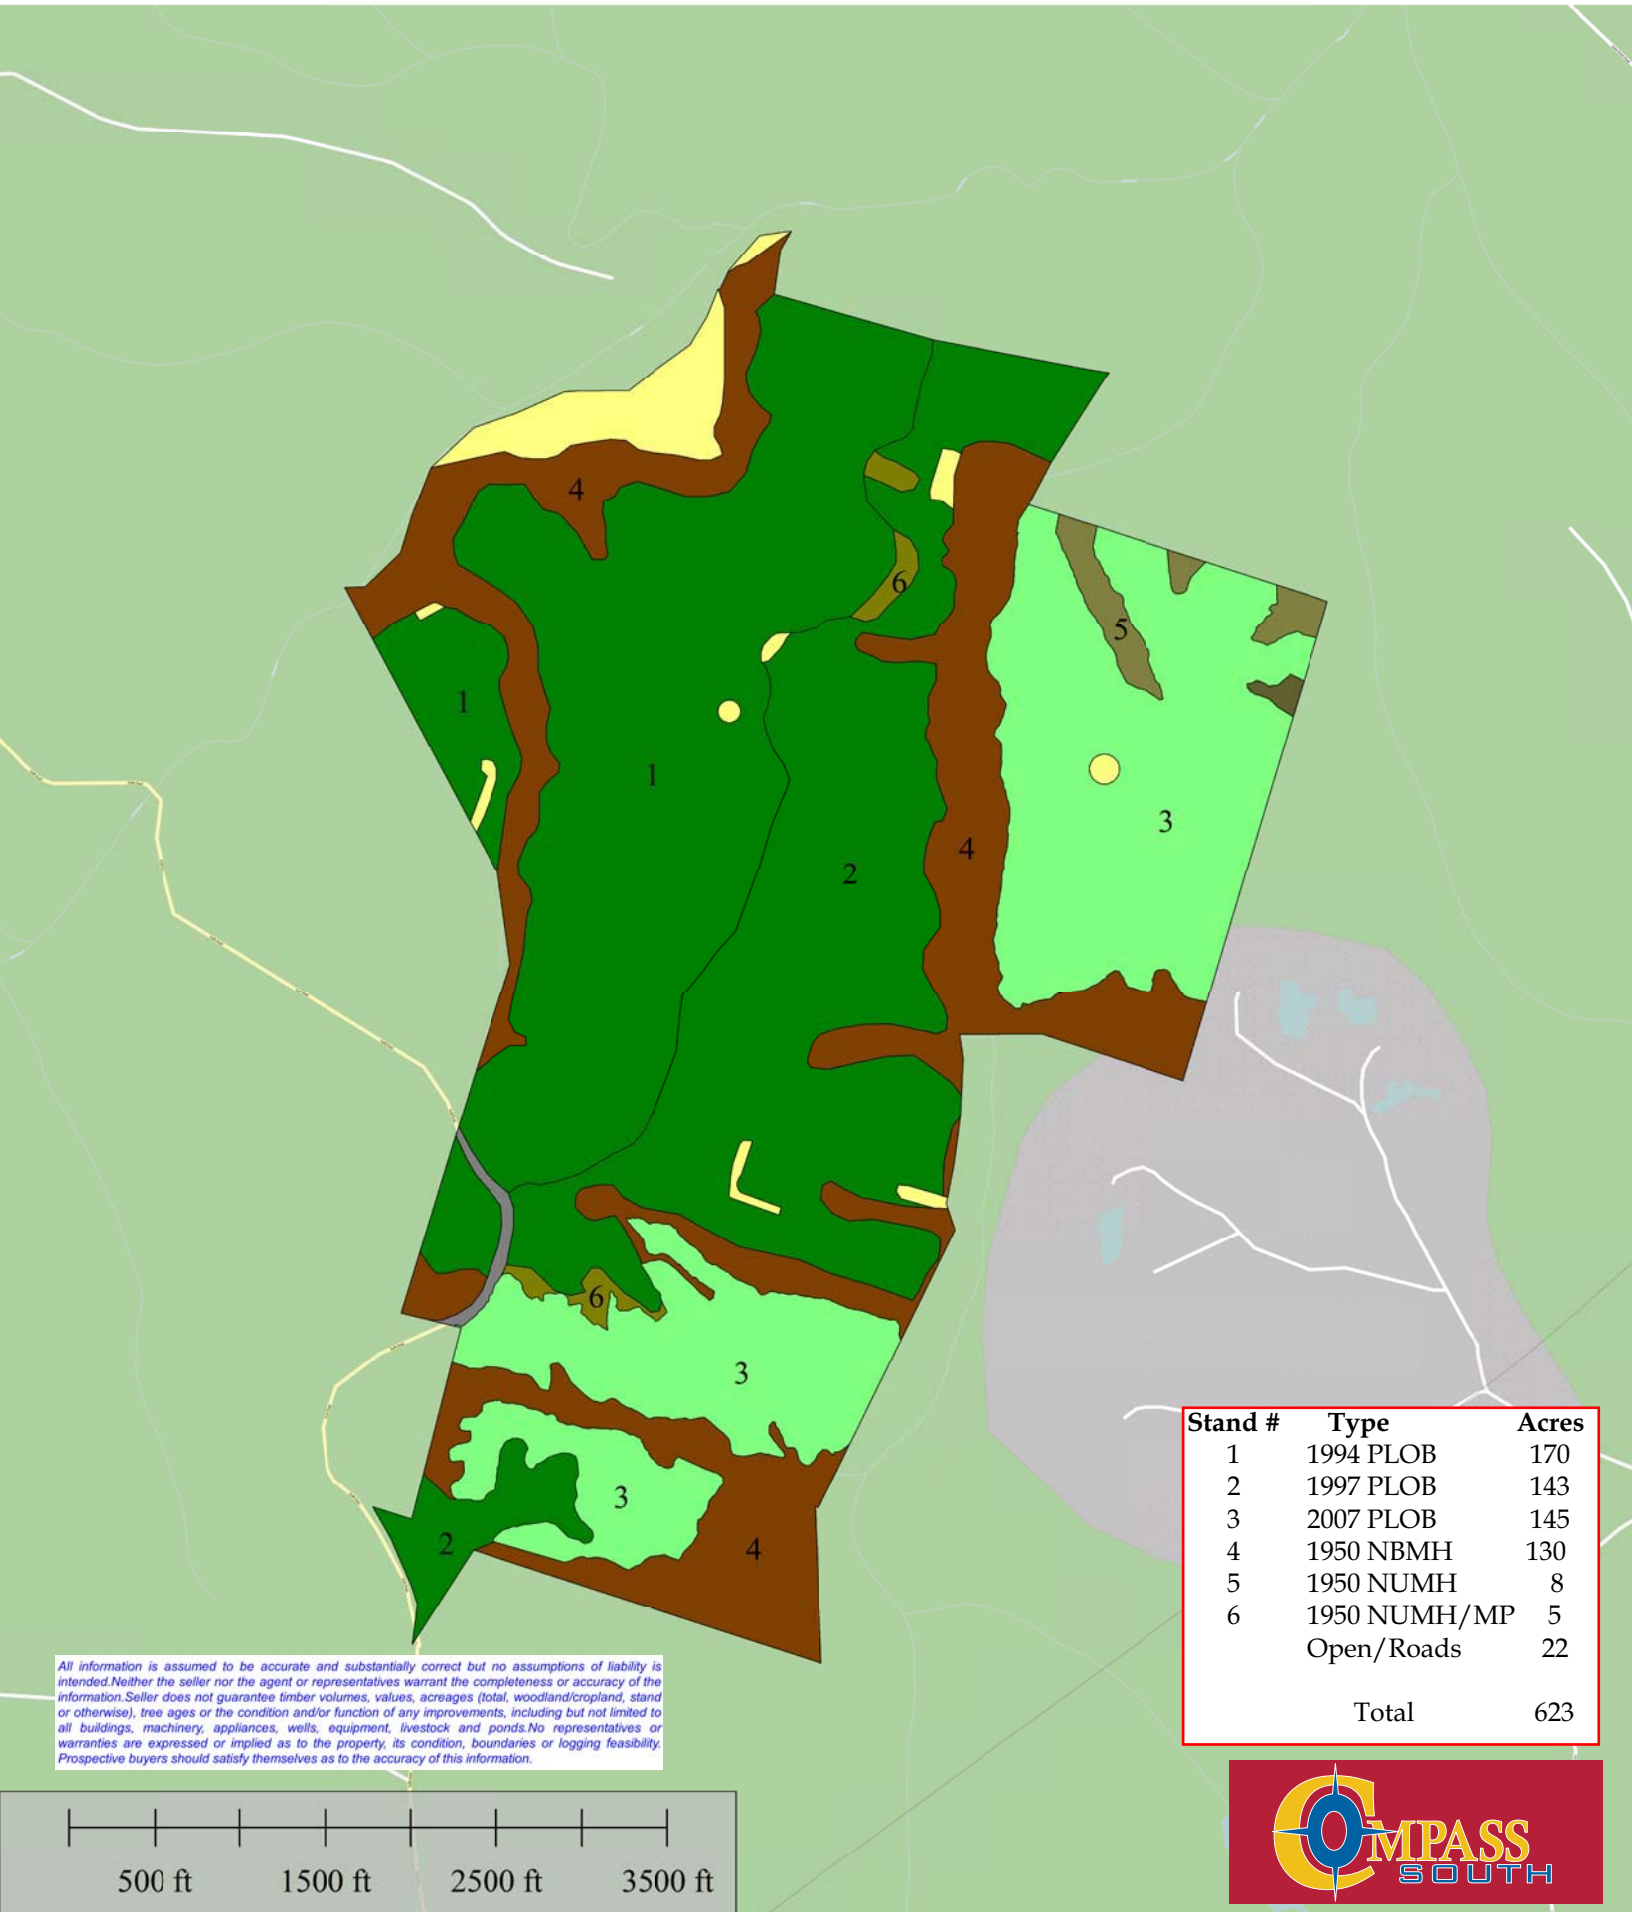 4
6
5
1
1
3
4
2
6
3
3
2
4
Stand # Type Acres
1 1994 PLOB 170
2 1997 PLOB 143
3 2007 PLOB 145
4 1950 NBMH 130
5 1950 NUMH 8
6 1950 NUMH/MP 5
Open/Roads 22
Total 623
All information is assumed to be accurate and substantially correct but no assumptions of liability is
intended.Neither the seller nor the agent or representatives warrant the completeness or accuracy of the
information.Seller does not guarantee timber volumes, values, acreages (total, woodland/cropland, stand
or otherwise), tree ages or the condition and/or function of any improvements, including but not limited to
all buildings, machinery, appliances, wells, equipment, livestock and ponds.No representatives or
warranties are expressed or implied as to the property, its condition, boundaries or logging feasibility.
Prospective buyers should satisfy themselves as to the accuracy of this information.
500 ft 1500 ft 2500 ft 3500 ft
COMPASS
SOUTH